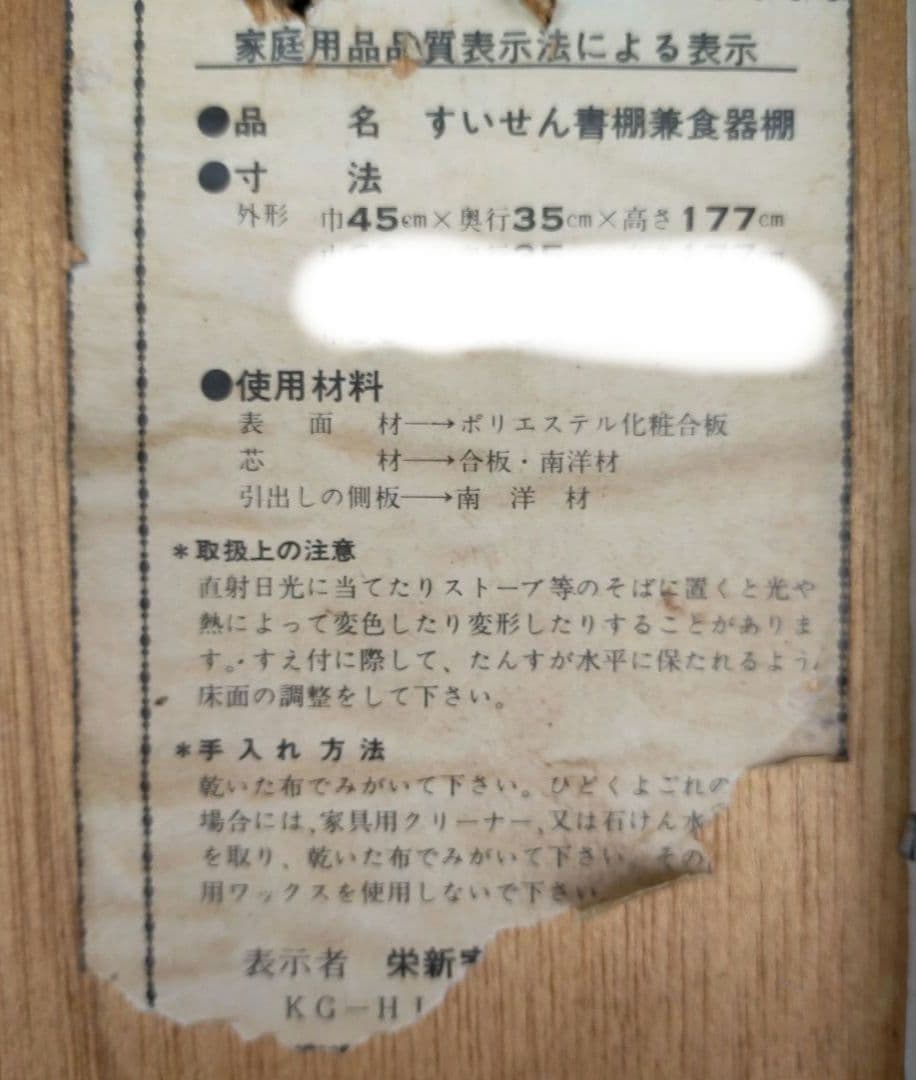 家庭用品品質表示法による表示
●品　名　すいせん書棚兼食器棚
●寸　法
外形　巾45cm×奥行35cm×高さ177cm
●使用材料
表面材→ポリエステル化粧合板
芯材→合板・南洋材
引出しの側板→南洋材
＊取扱上の注意
直射日光に当てたりストーブ等のそばに置くと光や
熱によって変色したり変形したりすることがありま
す。すえ付に際して、たんすが水平に保たれるよう
床面の調整をして下さい。
＊手入れ方法
乾いた布でみがいて下さい。ひどくよごれの
場合には、家具用クリーナー、又は石けん水
を取り、乾いた布でみがいて下さい。その
用ワックスを使用しないで下さい
表示者　栄新
KG－H